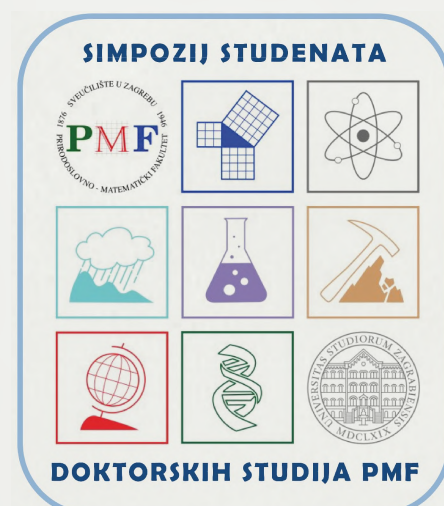 SIMPOZIJ STUDENATA
1876 SVEUČILIŠTE U ZAGREBU 1946
PMF
PRIRODOSLOVNO - MATEMATIČKI FAKULTET
UNIVERSITAS STUDIORUM ZAGRABIENSIS
MDCLXIX
DOKTORSKIH STUDIJA PMF